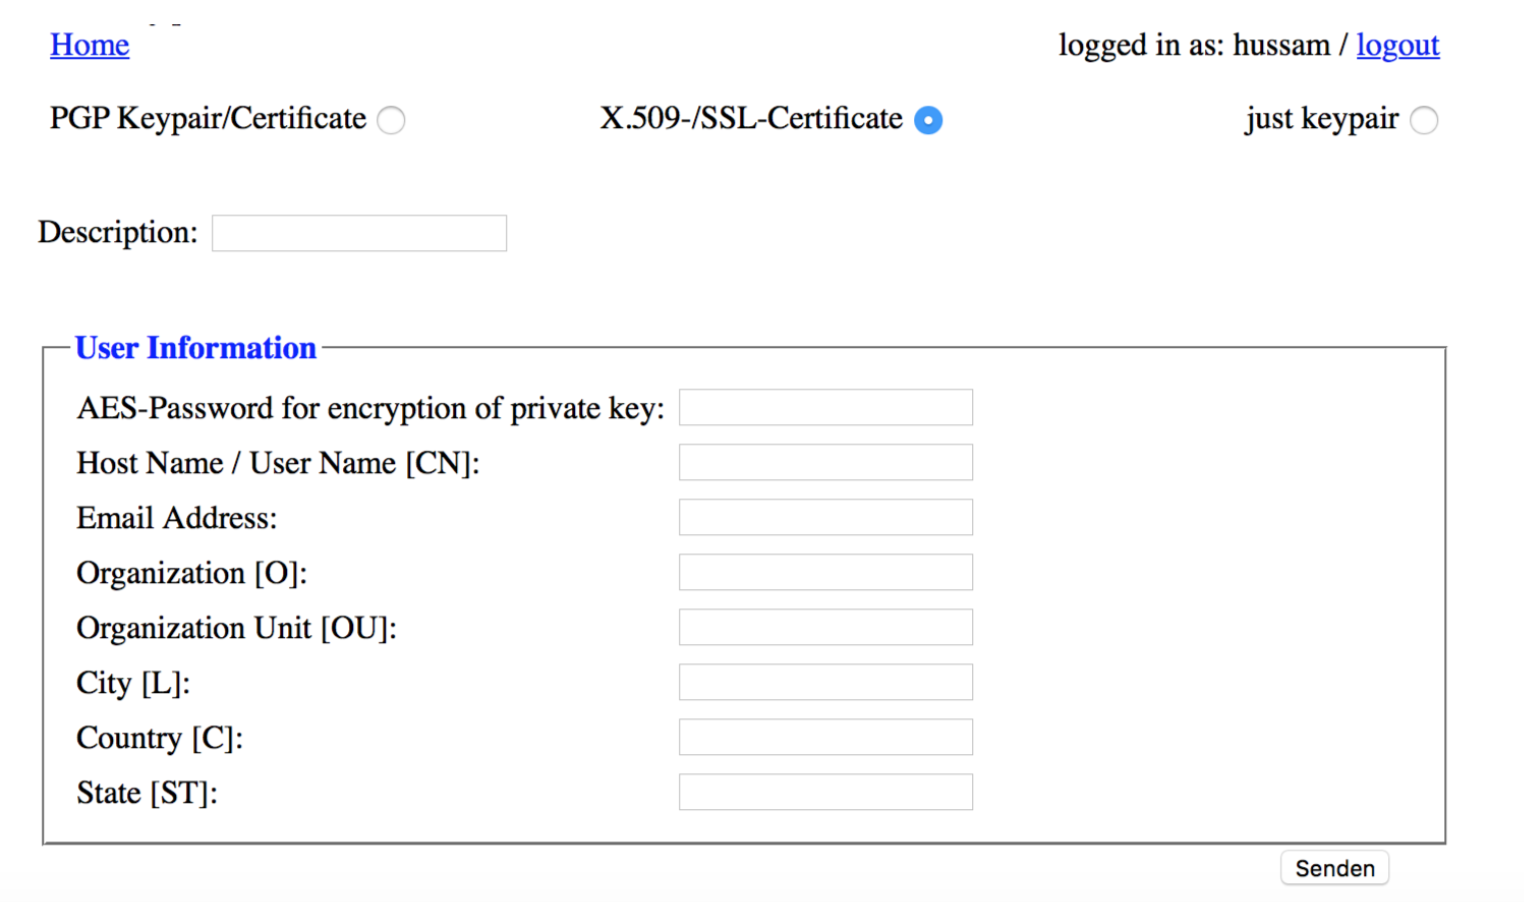 Home
logged in as: hussam / logout
PGP Keypair/Certificate
X.509-/SSL-Certificate
just keypair
Description:
User Information
AES-Password for encryption of private key:
Host Name / User Name [CN]:
Email Address:
Organization [O]:
Organization Unit [OU]:
City [L]:
Country [C]:
State [ST]:
Senden